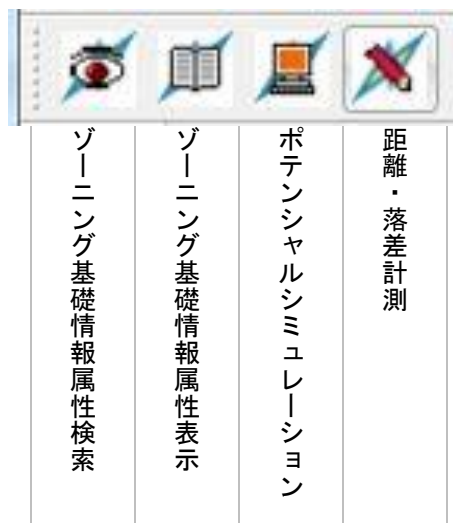 ゾーニング基礎情報属性検索
ゾーニング基礎情報属性表示
ポテンシャルシミュレーション
距離・落差計測